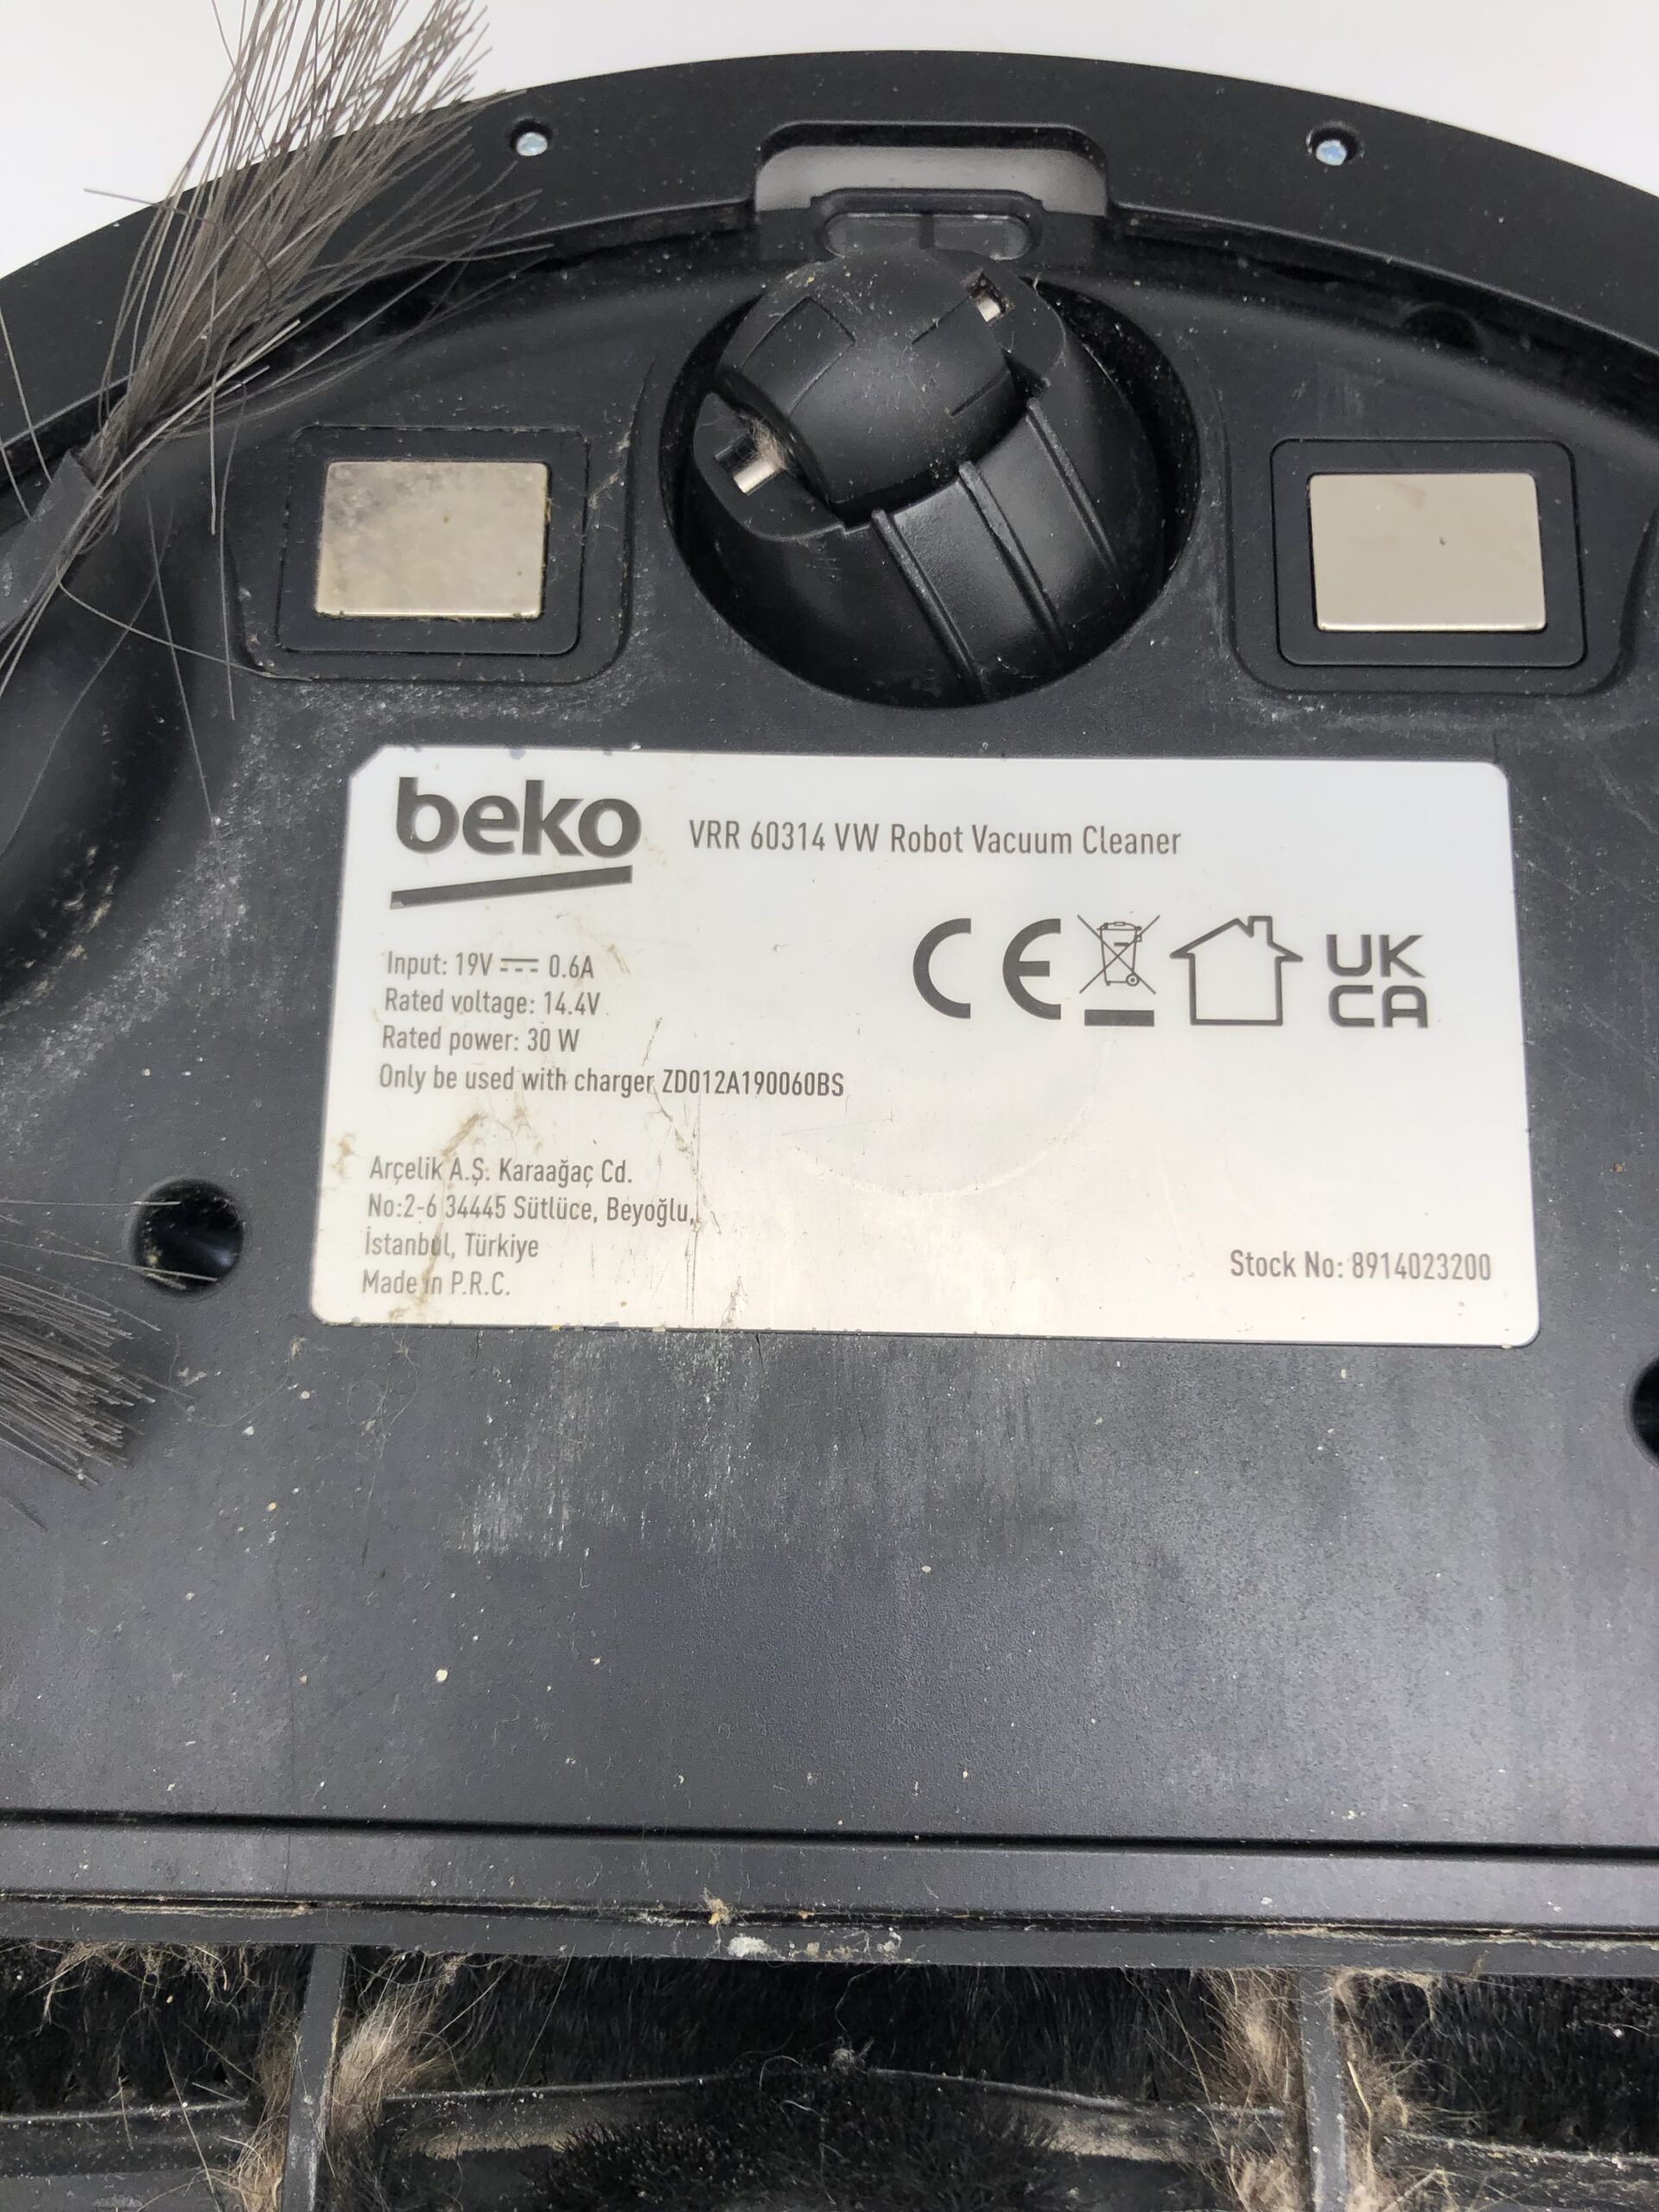 beko
VRR 60314 VW Robot Vacuum Cleaner
CE
UK
CA
Input: 19V ⎓ 0.6A
Rated voltage: 14.4V
Rated power: 30 W
Only be used with charger ZD012A190060BS
Arçelik A.Ş. Karaağaç Cd.
No:2-6 34445 Sütlüce, Beyoğlu,
İstanbul, Türkiye
Made in P.R.C.
Stock No: 8914023200